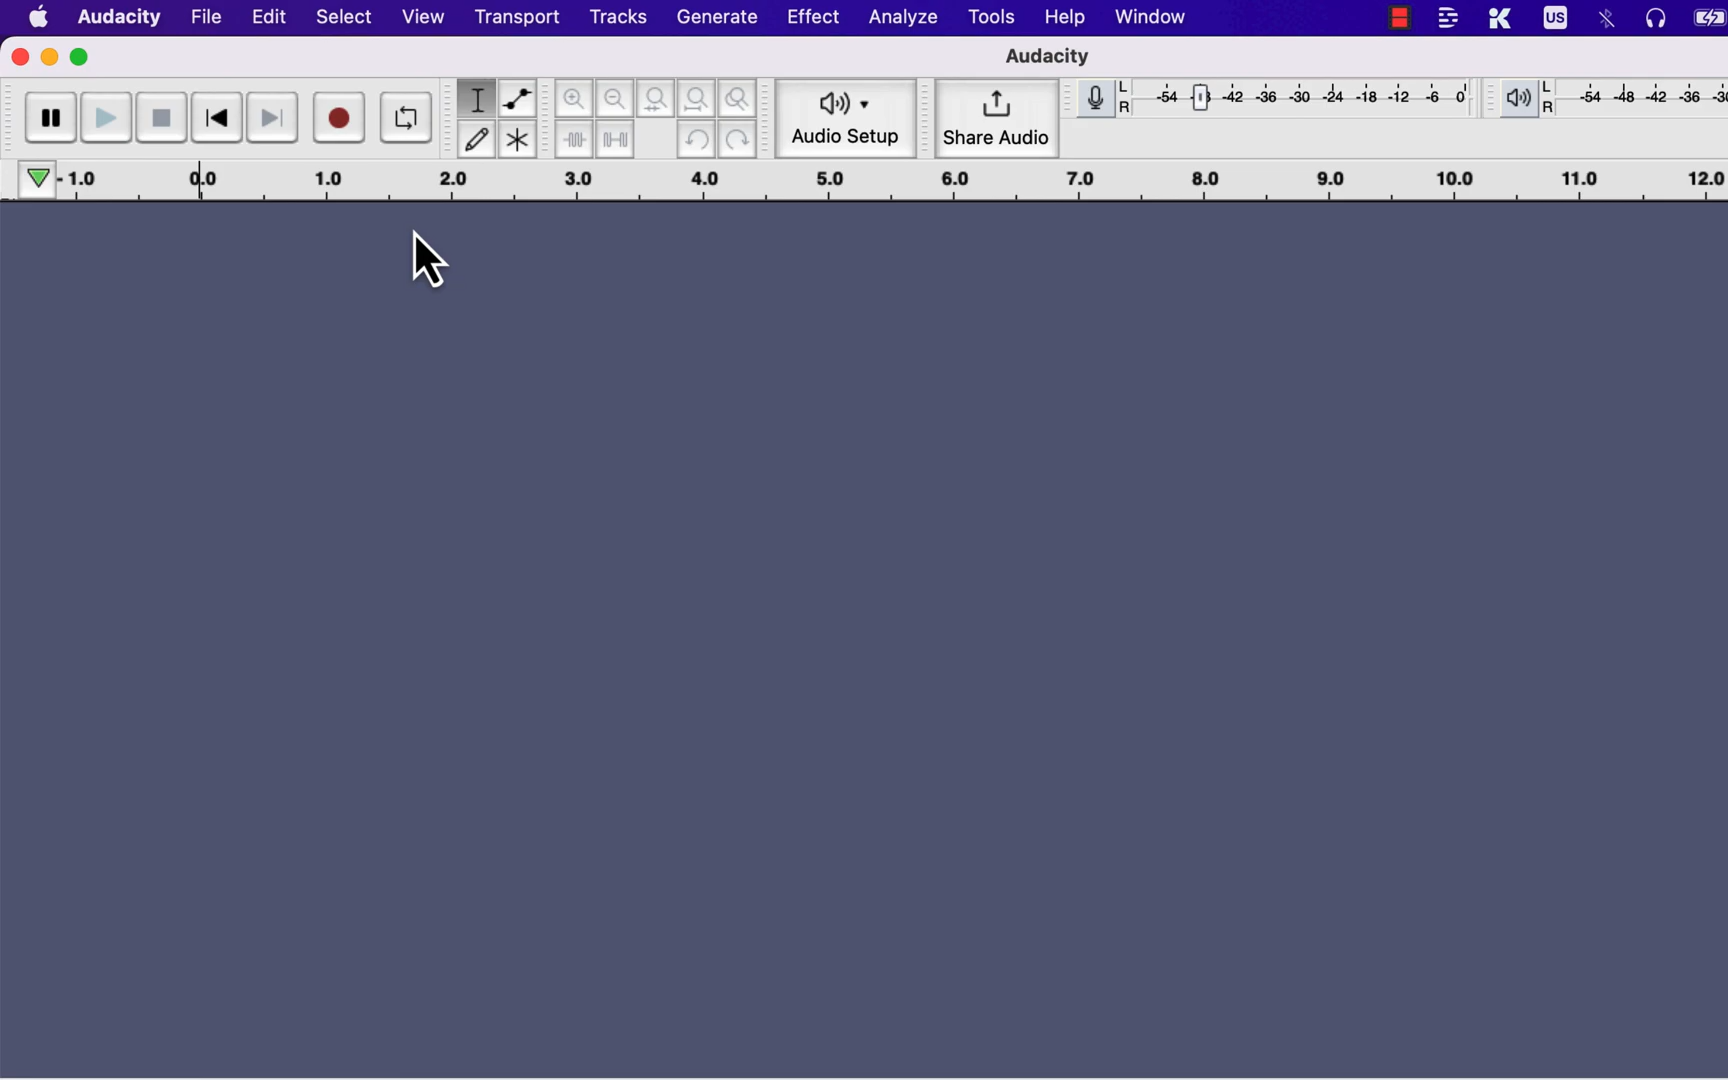 Audacity File Edit Select View Transport Tracks Generate Effect Analyze Tools Help Window US
Audacity
Audio Setup
Share Audio
L
R
-54 -42 -36 -30 -24 -18 -12 -6 0
L
R
-54 -48 -42 -36
-1.0 0.0 1.0 2.0 3.0 4.0 5.0 6.0 7.0 8.0 9.0 10.0 11.0 12.0